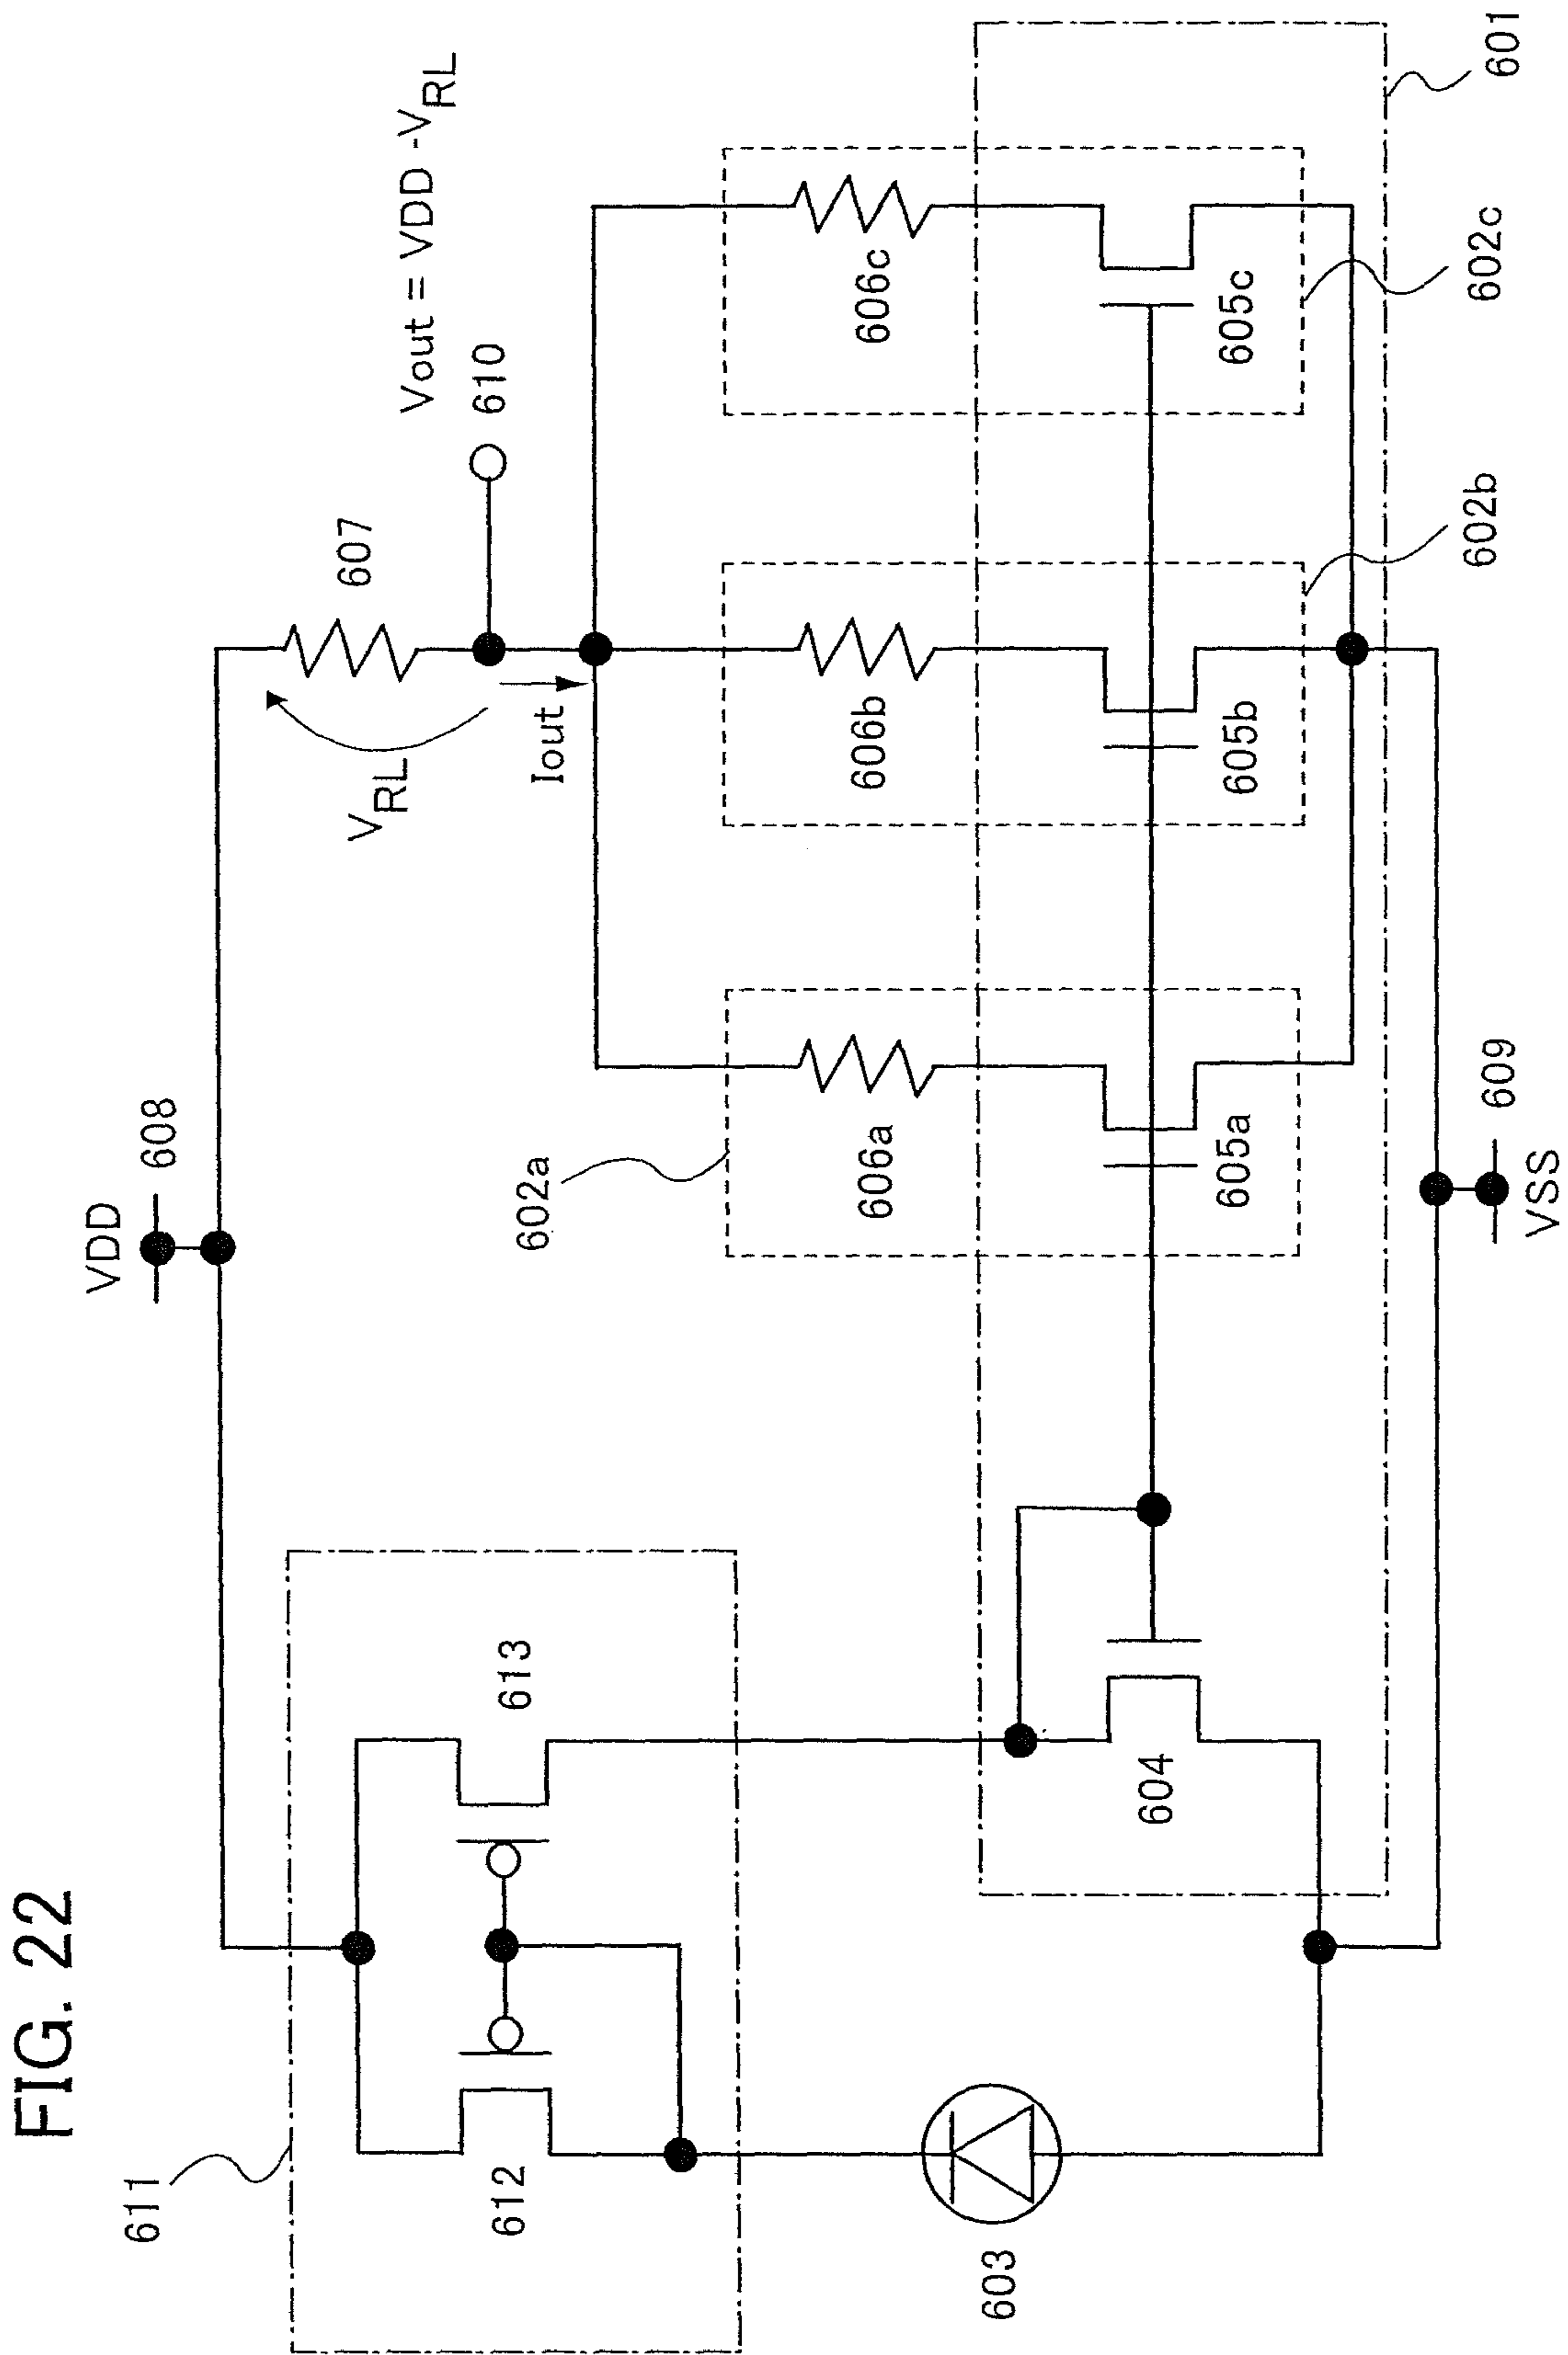 FIG. 22
VDD
608
611
612
613
603
604
VRL
607
Iout
610
Vout = VDD -VRL
602a
606a
605a
606b
605b
602b
606c
605c
602c
601
609
VSS